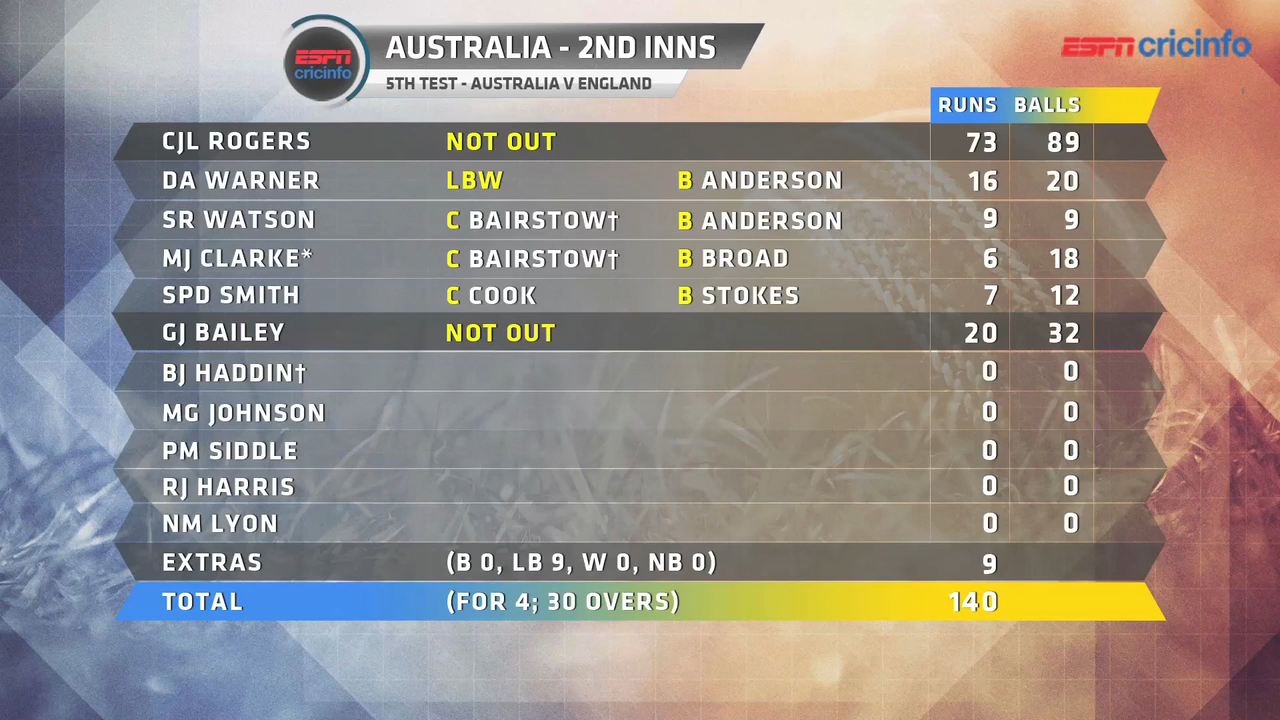 ESPN cricinfo
AUSTRALIA - 2ND INNS
5TH TEST - AUSTRALIA V ENGLAND
ESPN cricinfo
RUNS BALLS
CJL ROGERS NOT OUT 73 89
DA WARNER LBW B ANDERSON 16 20
SR WATSON C BAIRSTOW† B ANDERSON 9 9
MJ CLARKE* C BAIRSTOW† B BROAD 6 18
SPD SMITH C COOK B STOKES 7 12
GJ BAILEY NOT OUT 20 32
BJ HADDIN† 0 0
MG JOHNSON 0 0
PM SIDDLE 0 0
RJ HARRIS 0 0
NM LYON 0 0
EXTRAS (B 0, LB 9, W 0, NB 0) 9
TOTAL (FOR 4; 30 OVERS) 140